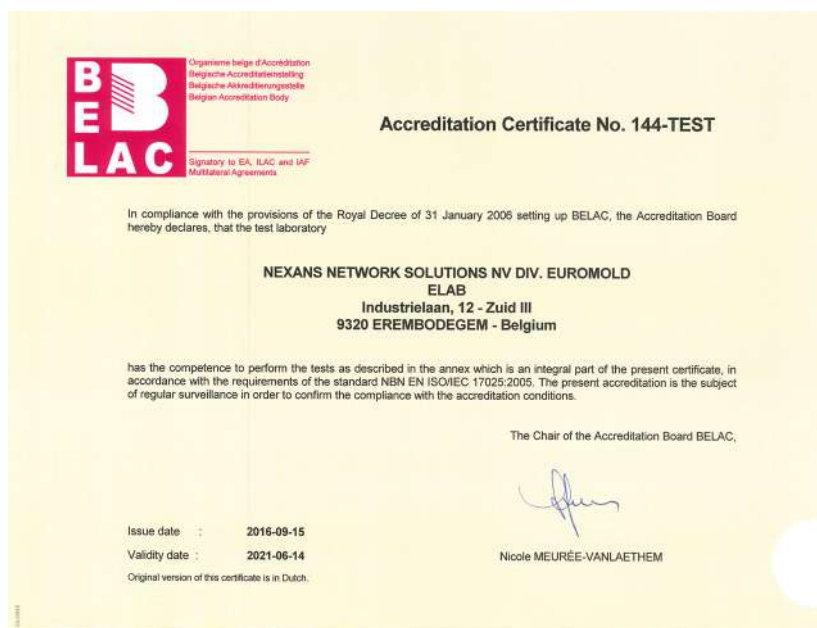 BELAC
Organisme belge d'Accréditation
Belgische Accreditatieinstelling
Belgische Akkreditierungsstelle
Belgian Accreditation Body
Signatory to EA, ILAC and IAF
Multilateral Agreements
Accreditation Certificate No. 144-TEST
In compliance with the provisions of the Royal Decree of 31 January 2006 setting up BELAC, the Accreditation Board
hereby declares, that the test laboratory
NEXANS NETWORK SOLUTIONS NV DIV. EUROMOLD
ELAB
Industrielaan, 12 - Zuid III
9320 EREMBODEGEM - Belgium
has the competence to perform the tests as described in the annex which is an integral part of the present certificate, in
accordance with the requirements of the standard NBN EN ISO/IEC 17025:2005. The present accreditation is the subject
of regular surveillance in order to confirm the compliance with the accreditation conditions.
The Chair of the Accreditation Board BELAC,
Issue date : 2016-09-15
Validity date : 2021-06-14
Nicole MEURÉE-VANLAETHEM
Original version of this certificate is in Dutch.